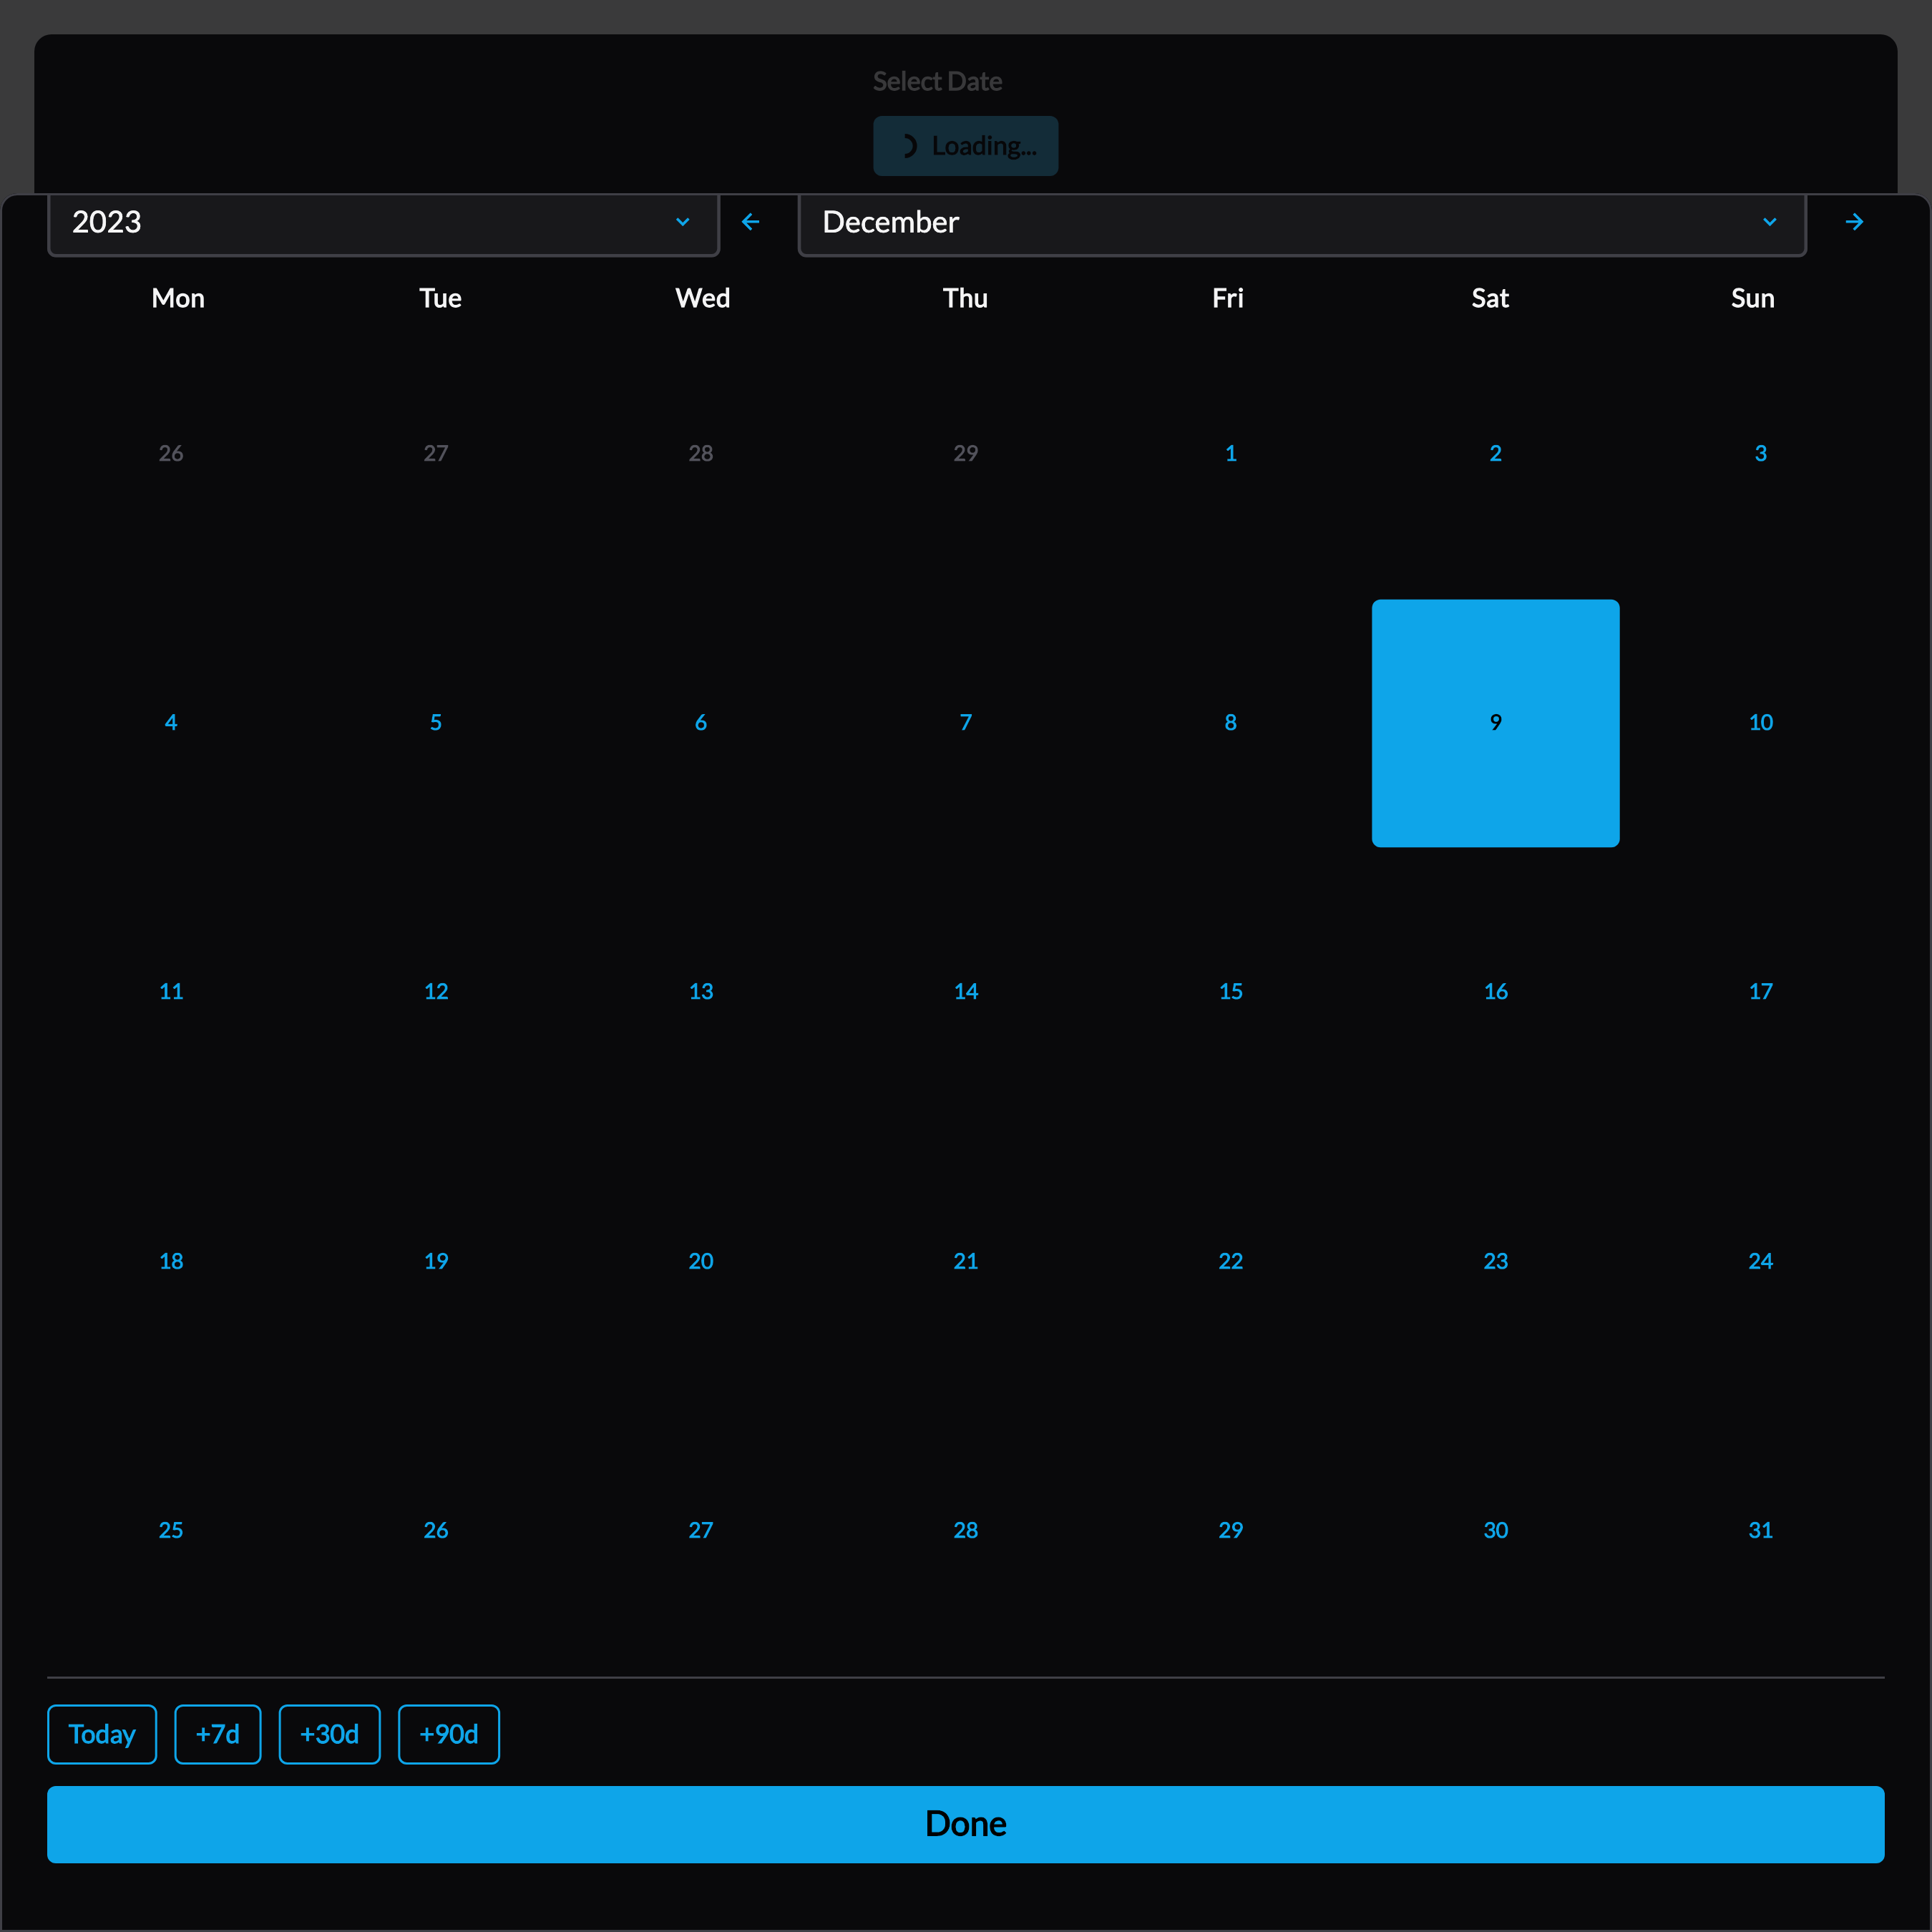 Select Date
Loading...
2023 December
Mon Tue Wed Thu Fri Sat Sun
26 27 28 29 1 2 3
4 5 6 7 8 9 10
11 12 13 14 15 16 17
18 19 20 21 22 23 24
25 26 27 28 29 30 31
Today +7d +30d +90d
Done